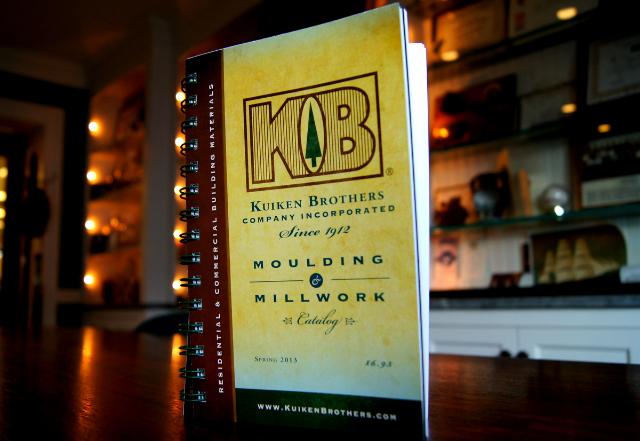 RESIDENTIAL & COMMERCIAL BUILDING MATERIALS
KB®
KUIKEN BROTHERS
COMPANY INCORPORATED
Since 1912
MOULDING
&
MILLWORK
Catalog
SPRING 2013
$6.95
WWW.KUIKENBROTHERS.COM